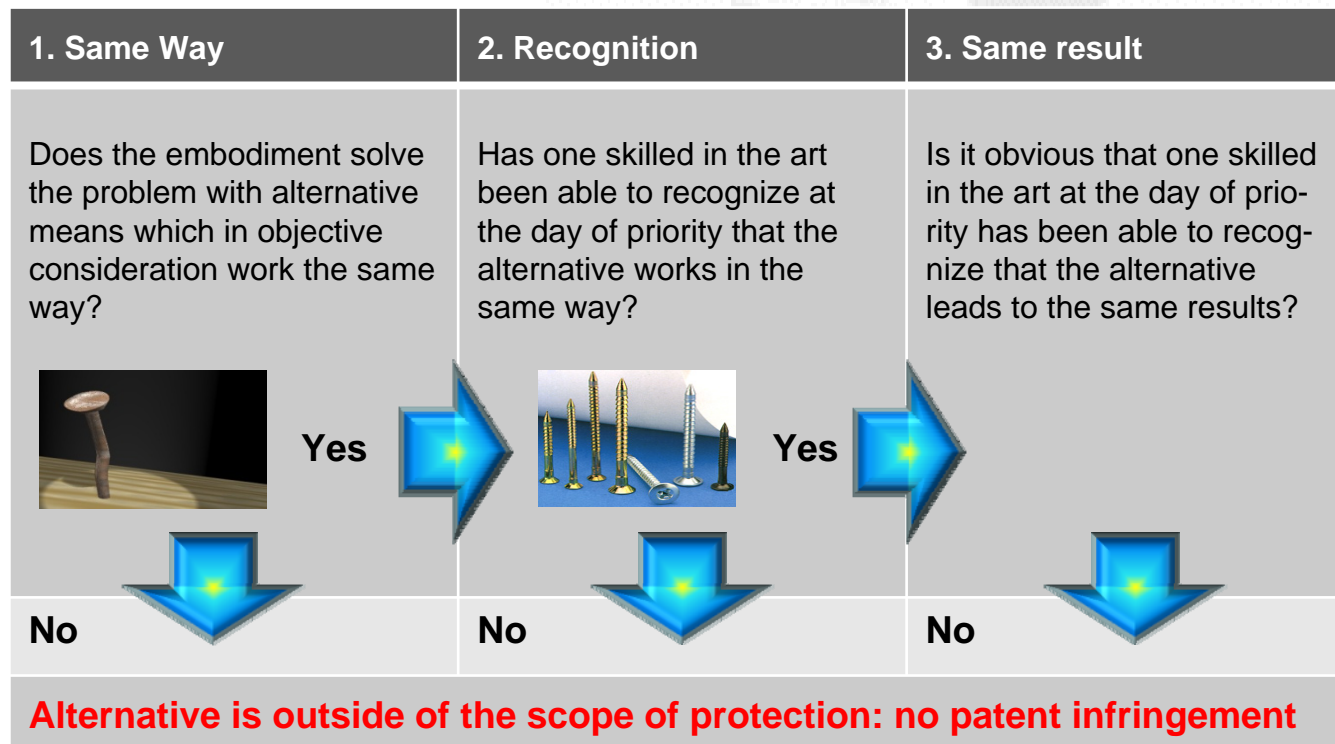 1. Same Way
2. Recognition
3. Same result
Does the embodiment solve
the problem with alternative
means which in objective
consideration work the same
way?
Has one skilled in the art
been able to recognize at
the day of priority that the
alternative works in the
same way?
Is it obvious that one skilled
in the art at the day of prio-
rity has been able to recog-
nize that the alternative
leads to the same results?
Yes
Yes
No
No
No
Alternative is outside of the scope of protection: no patent infringement